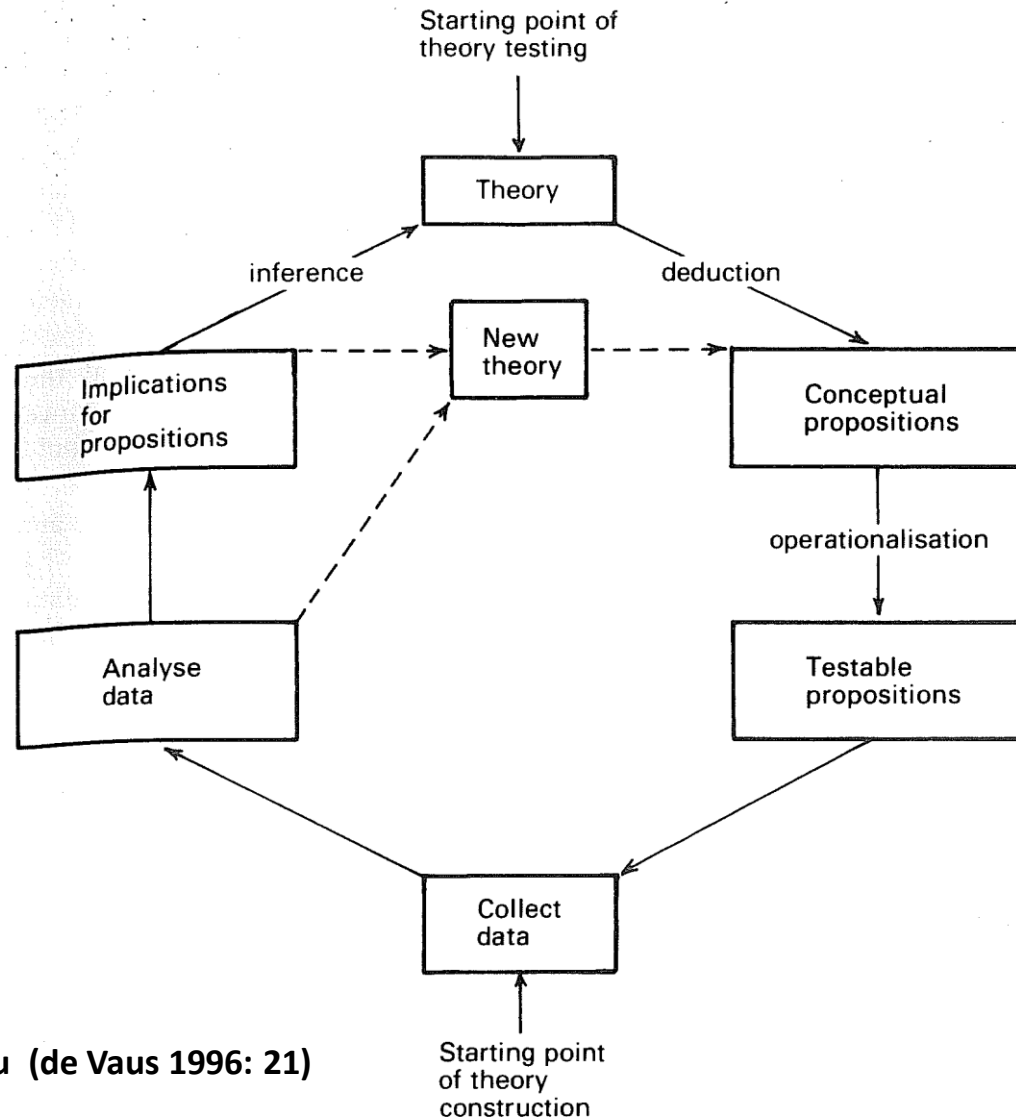 Starting point of
theory testing
Theory
inference
deduction
New
theory
Implications
for
propositions
Conceptual
propositions
operationalisation
Analyse
data
Testable
propositions
Collect
data
(de Vaus 1996: 21)
Starting point
of theory
construction